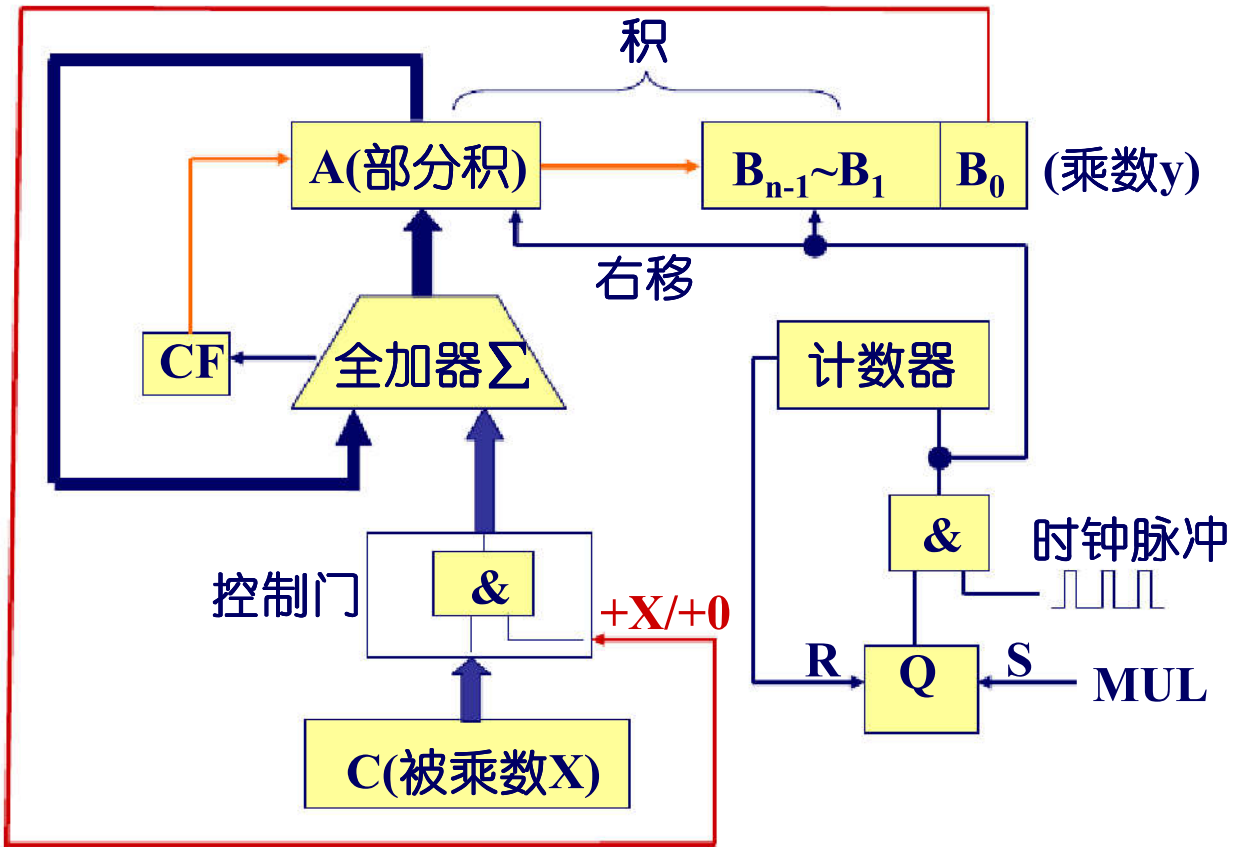 积
A(部分积)
Bn-1~B1
B0
(乘数y)
右移
CF
全加器Σ
计数器
&
时钟脉冲
控制门
&
+X/+0
R
Q
S
MUL
C(被乘数X)